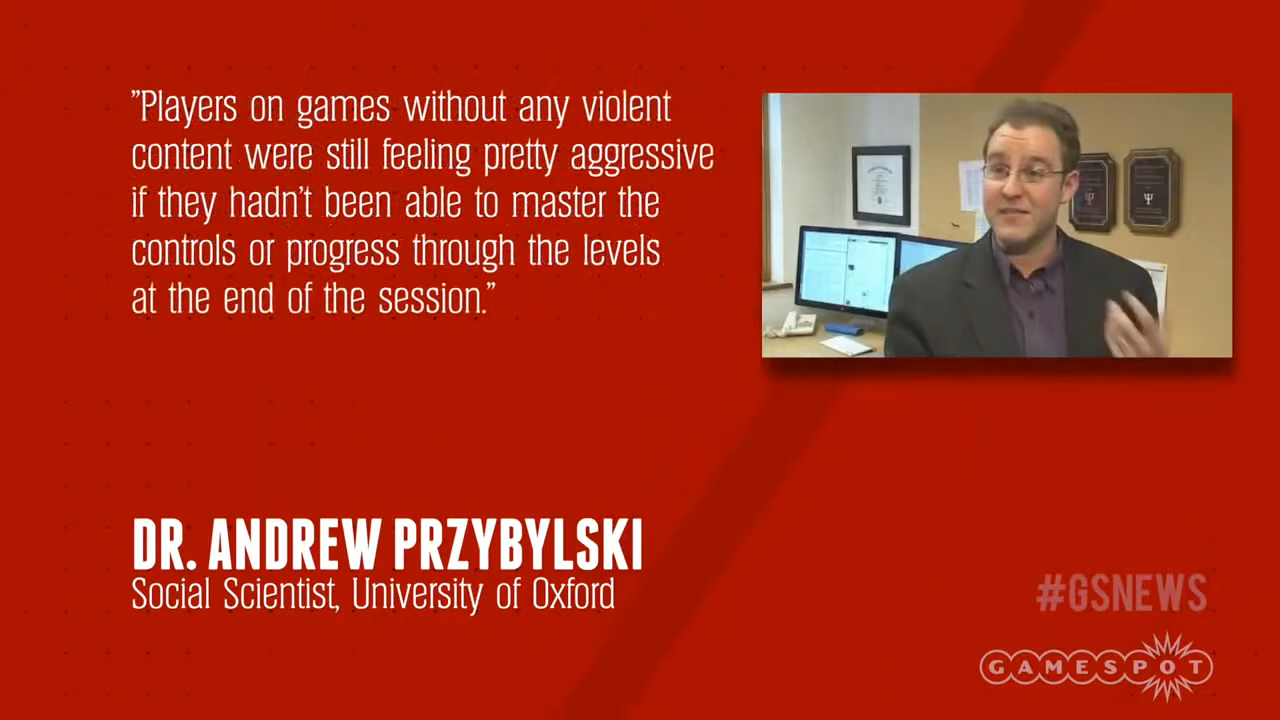 ”Players on games without any violent
content were still feeling pretty aggressive
if they hadn’t been able to master the
controls or progress through the levels
at the end of the session.”
DR. ANDREW PRZYBYLSKI
Social Scientist, University of Oxford
#GSNEWS
GAMESPOT